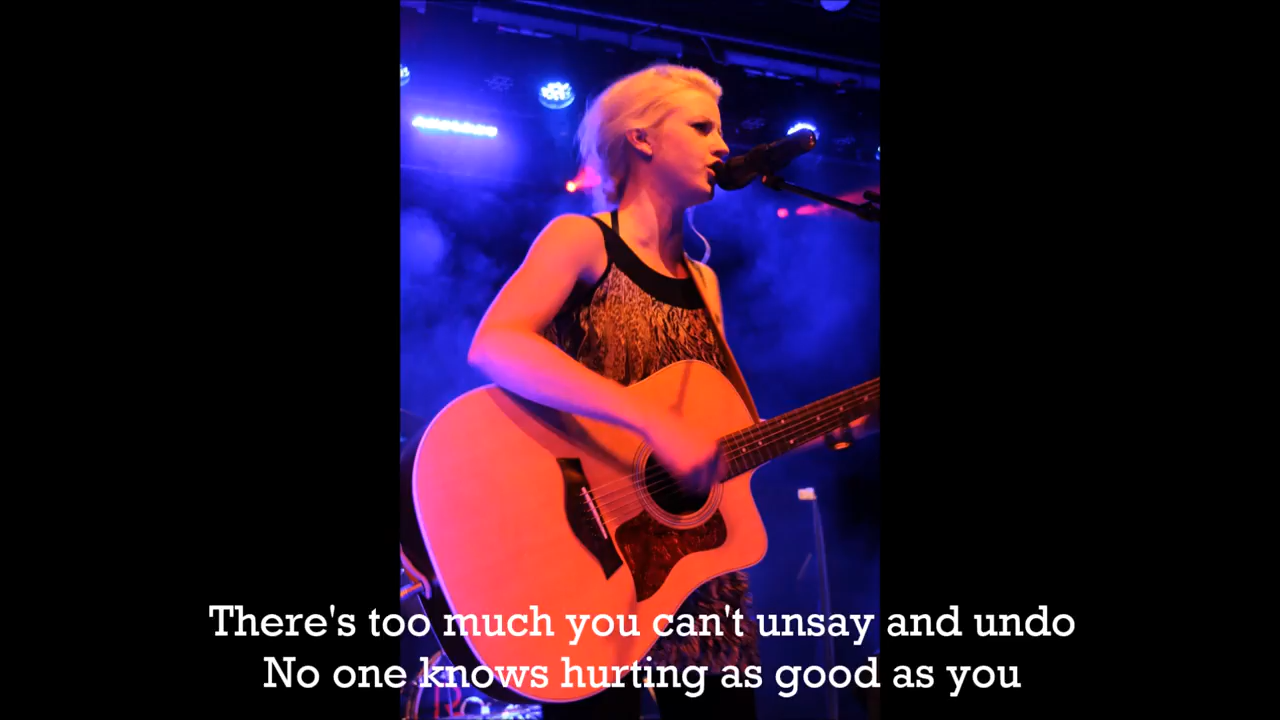 There's too much you can't unsay and undo
No one knows hurting as good as you